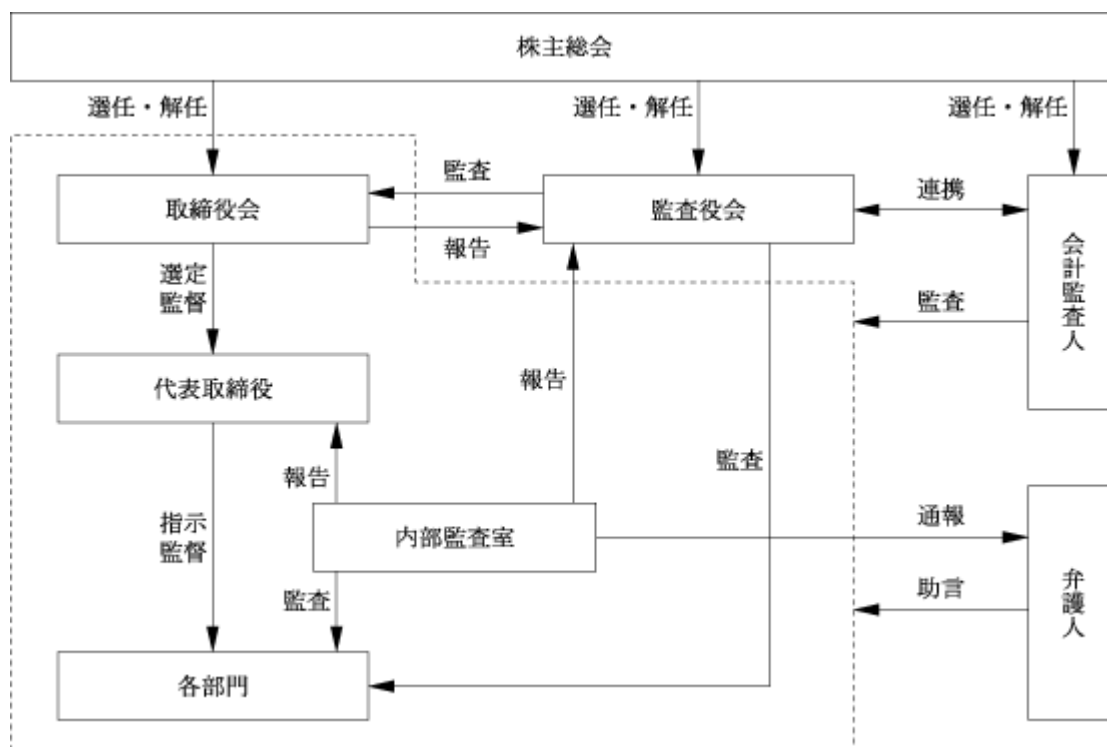 株主総会
選任・解任
選任・解任
選任・解任
取締役会
監査
報告
監査役会
連携
会計監査人
選定
監督
監査
代表取締役
報告
報告
監査
指示
監督
内部監査室
通報
監査
助言
弁護人
各部門